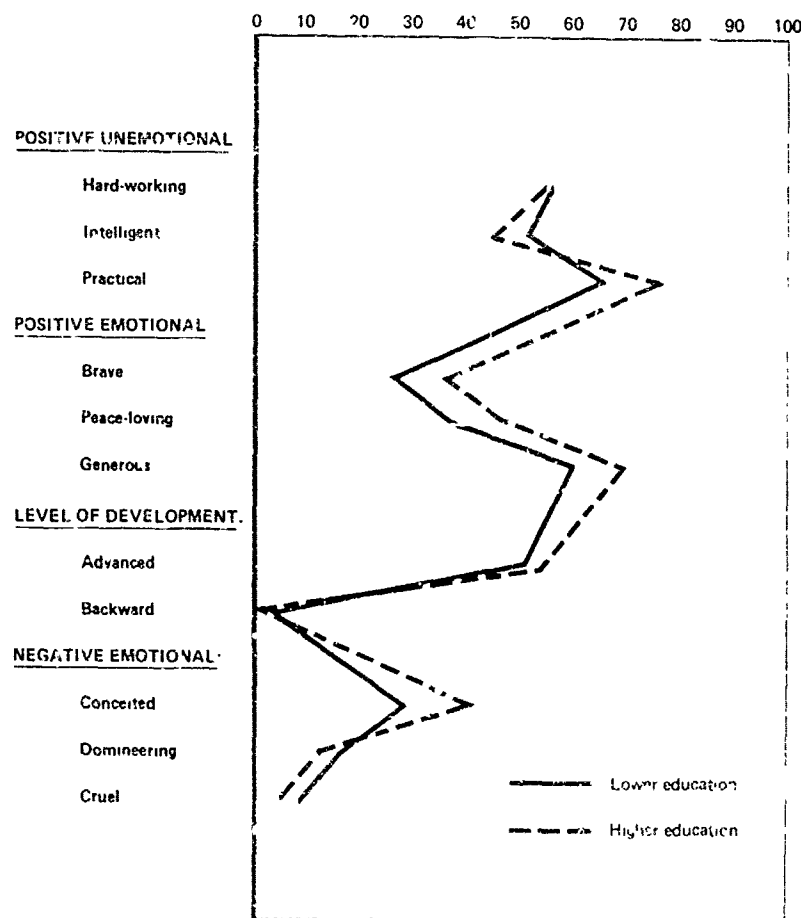 0 10 20 30 40 50 60 70 80 90 100
POSITIVE UNEMOTIONAL
Hard-working
Intelligent
Practical
POSITIVE EMOTIONAL
Brave
Peace-loving
Generous
LEVEL OF DEVELOPMENT.
Advanced
Backward
NEGATIVE EMOTIONAL
Conceited
Domineering
Cruel
Lower education
Higher education